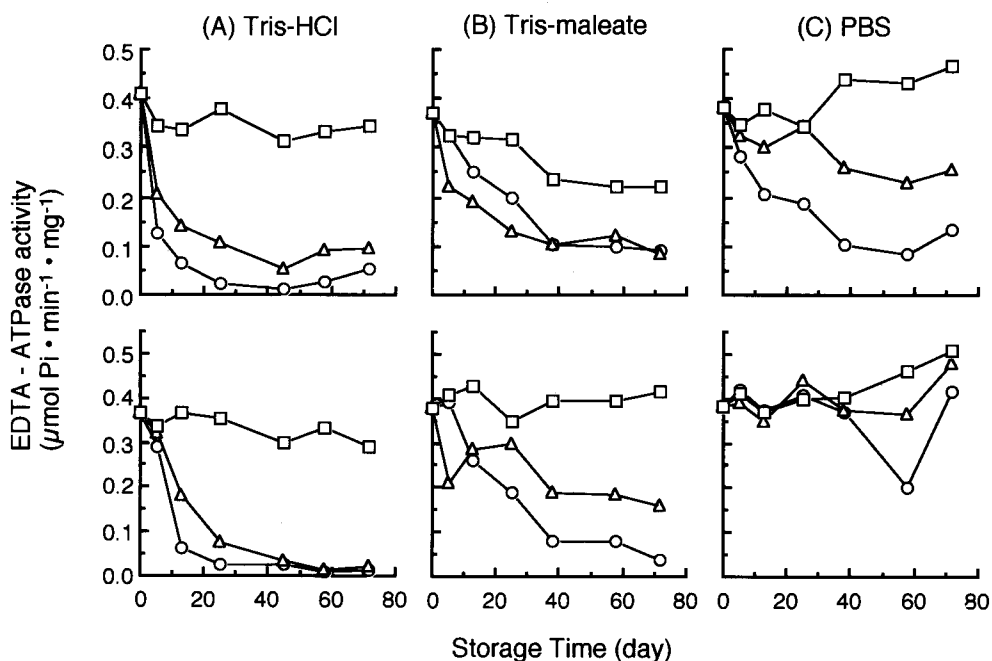 (A) Tris-HCl
(B) Tris-maleate
(C) PBS
EDTA - ATPase activity
(µmol Pi • min⁻¹ • mg⁻¹)
0.5
0.4
0.3
0.2
0.1
0.0
0.5
0.4
0.3
0.2
0.1
0.0
0 20 40 60 80
0 20 40 60 80
0 20 40 60 80
Storage Time (day)